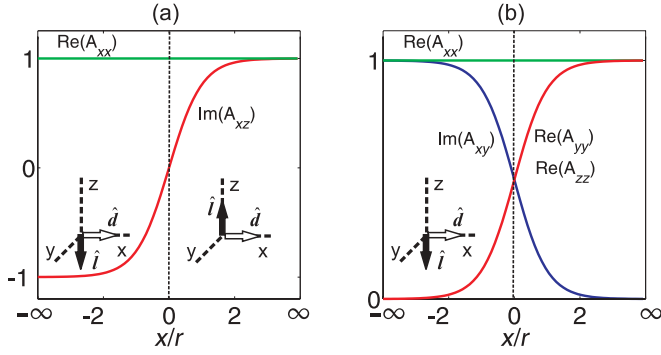 (a)
Re(A_xx)
1
Im(A_xz)
0
z
z
l̂
d̂
d̂
y
x
y
x
l̂
-1
-∞ -2 0 2 ∞
x/r
(b)
Re(A_xx)
1
Im(A_xy)
Re(A_yy)
Re(A_zz)
z
d̂
y
x
l̂
0
-∞ -2 0 2 ∞
x/r